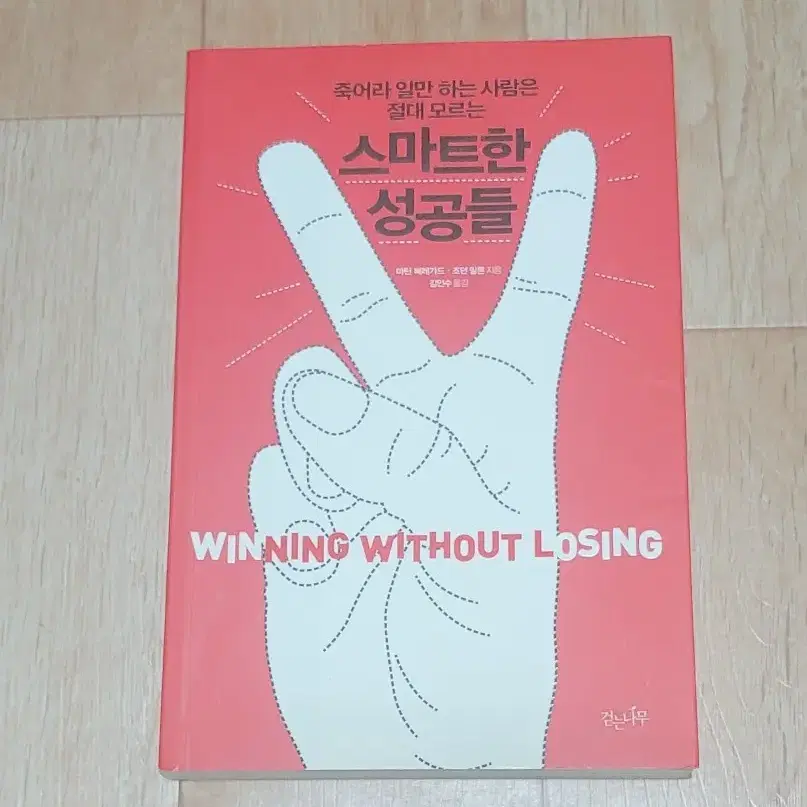 죽어라 일만 하는 사람은
절대 모르는
스마트한
성공들
마틴 베레가드 · 조던 밀른 지음
김인수 옮김
WINNING WITHOUT LOSING
걷는나무